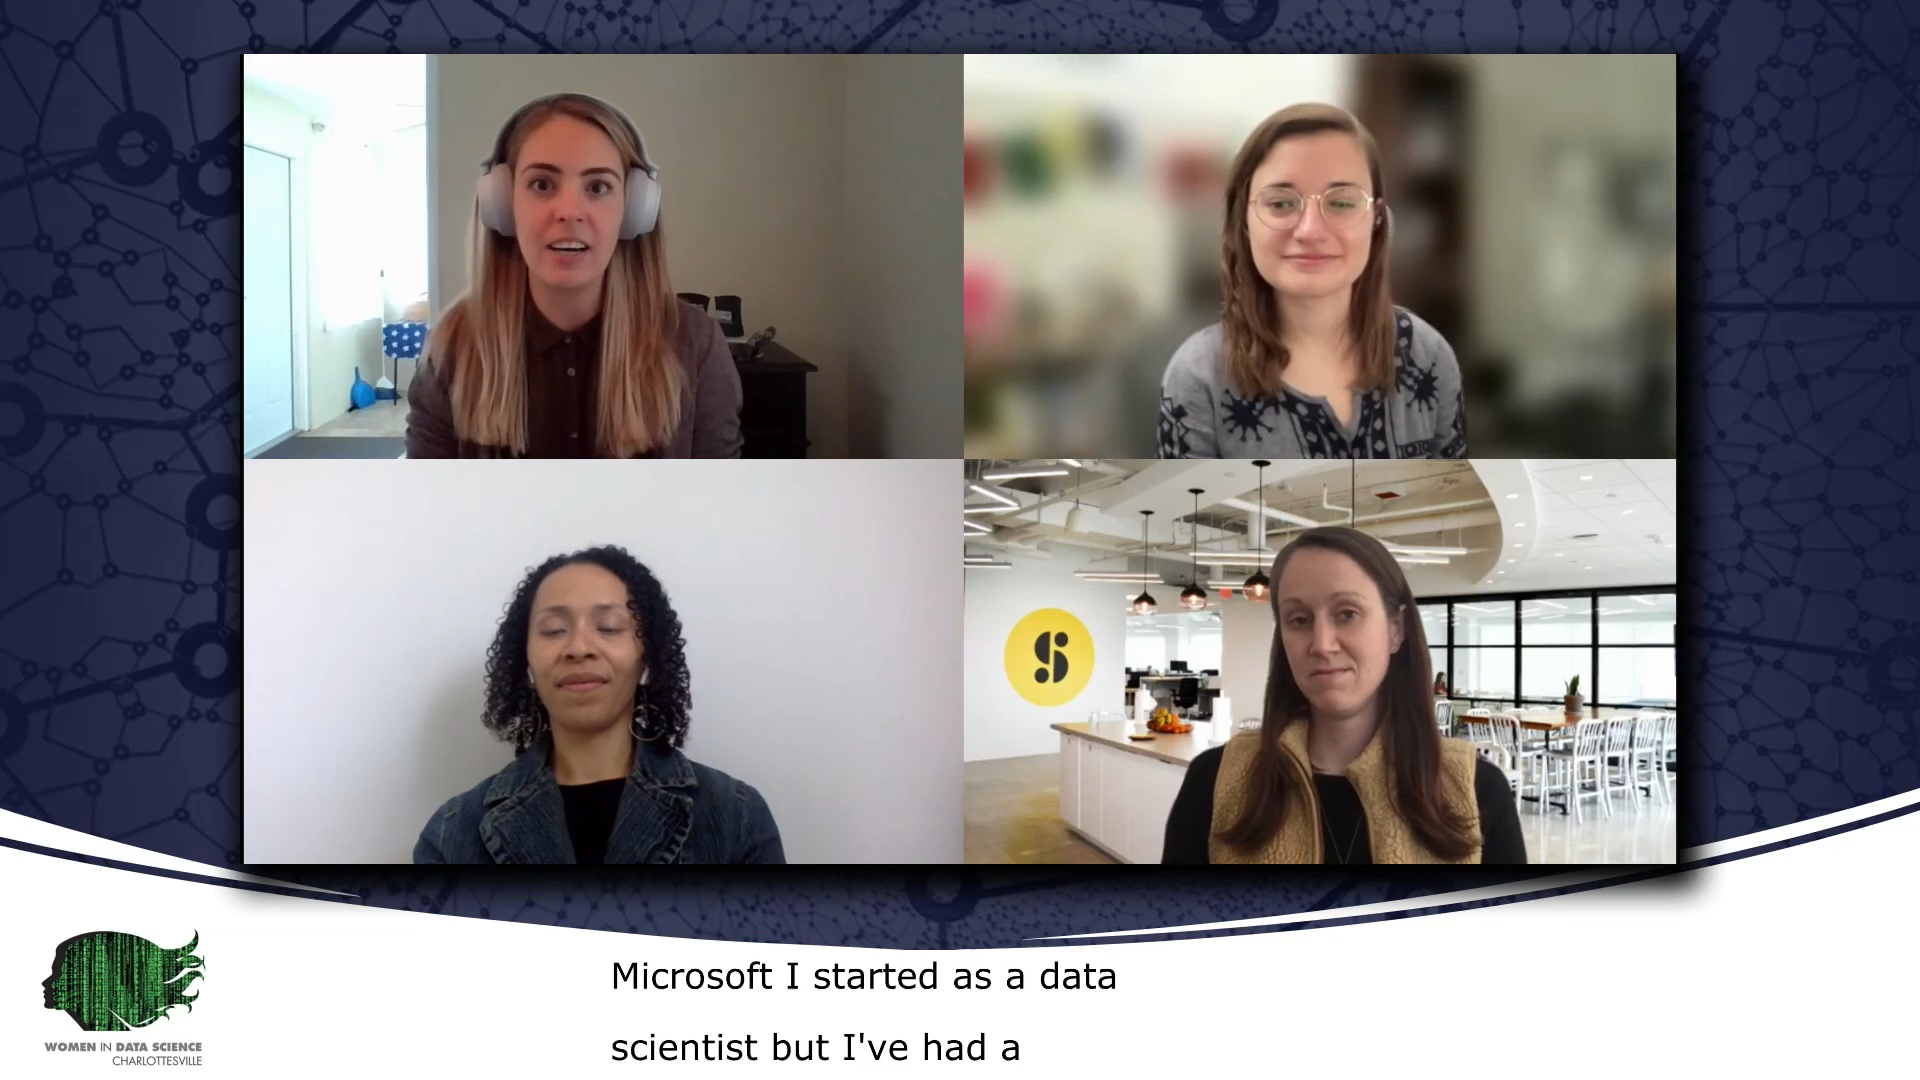 S
WOMEN IN DATA SCIENCE
CHARLOTTESVILLE
Microsoft I started as a data
scientist but I've had a